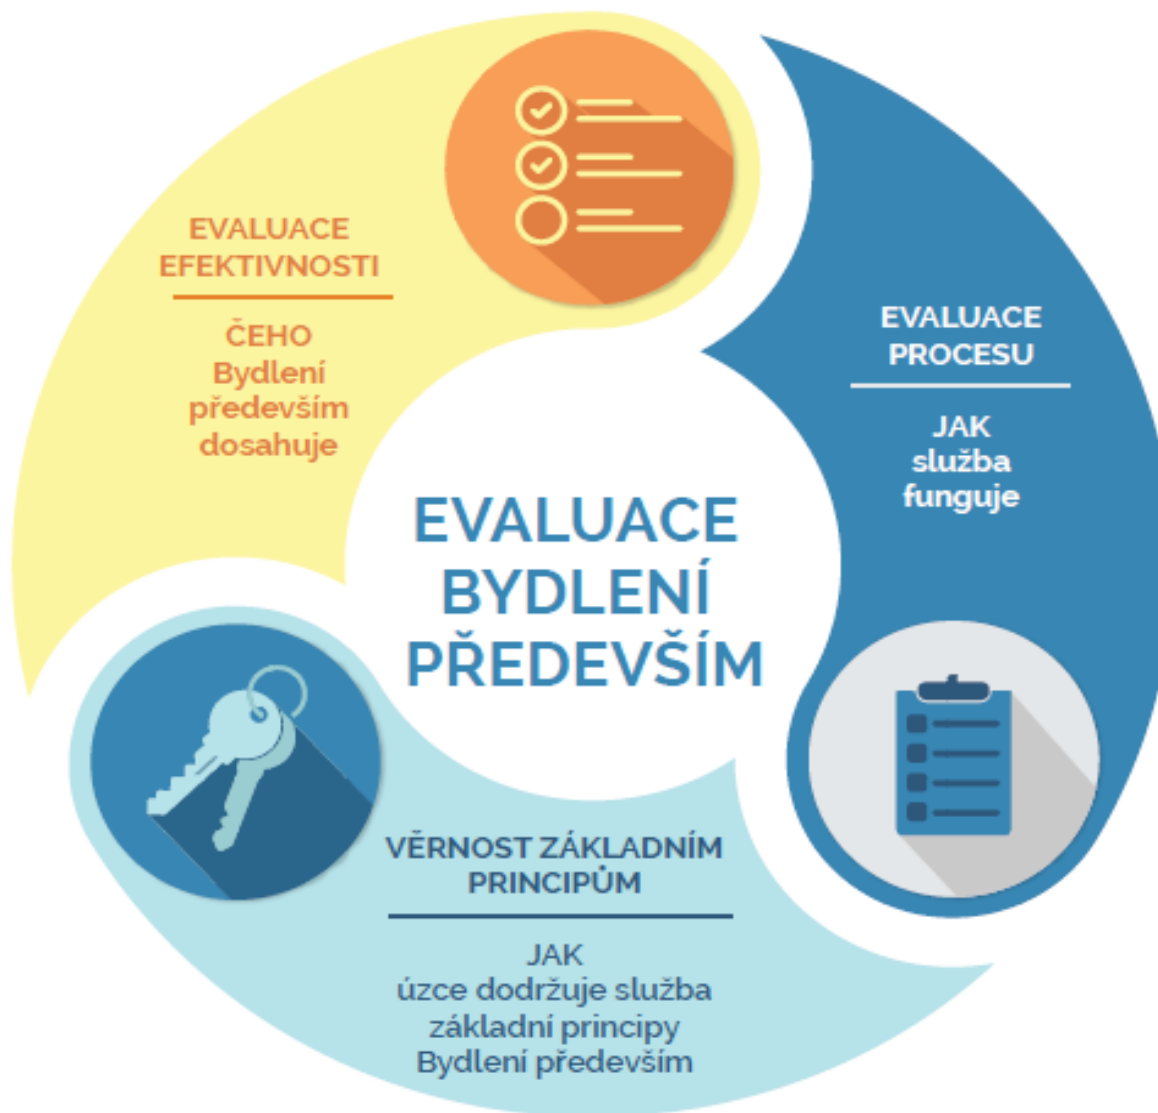 EVALUACE
EFEKTIVNOSTI
ČEHO
Bydlení
především
dosahuje
EVALUACE
PROCESU
JAK
služba
funguje
EVALUACE
BYDLENÍ
PŘEDEVŠÍM
VĚRNOST ZÁKLADNÍM
PRINCIPŮM
JAK
úzce dodržuje služba
základní principy
Bydlení především